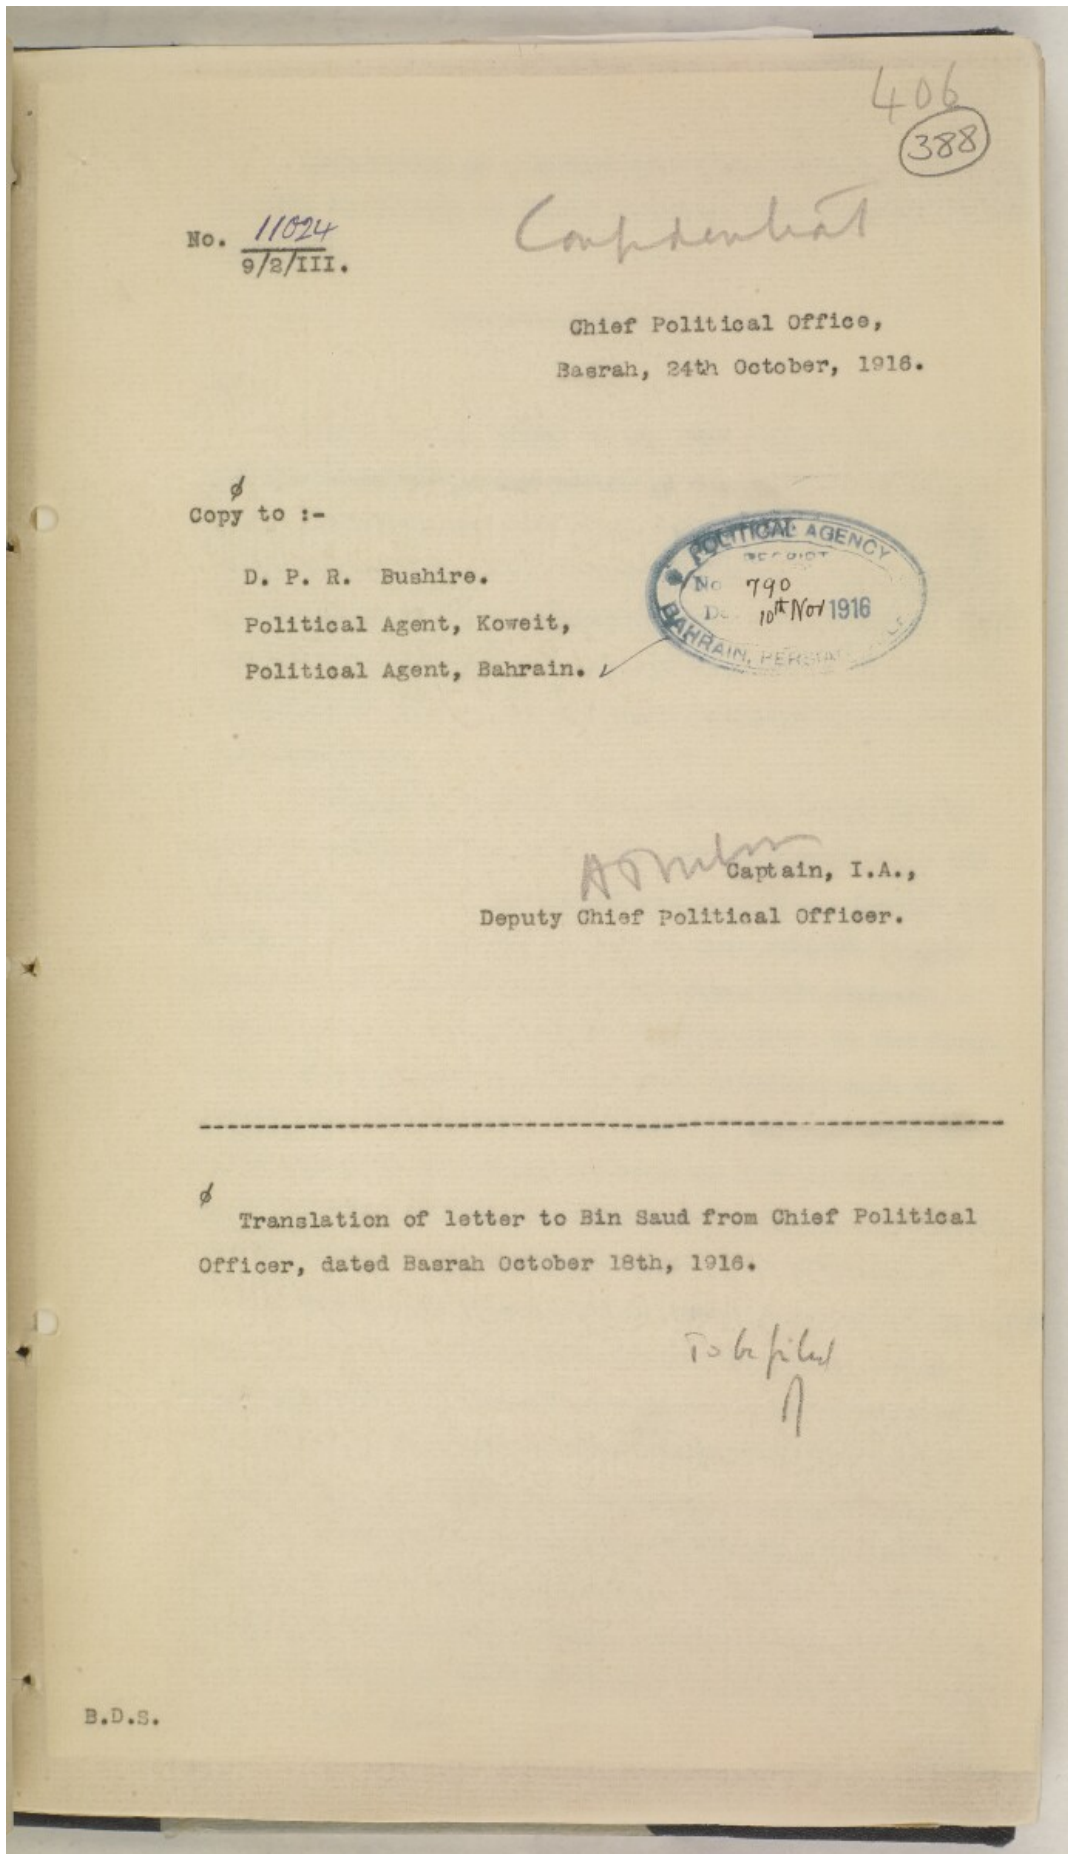 406
388
No. 11024
9/2/III.
Confidential
Chief Political Office,
Basrah, 24th October, 1916.
ø
Copy to :-
D. P. R. Bushire.
Political Agent, Koweit,
Political Agent, Bahrain.
POLITICAL AGENCY
RECEIPT
No 790
10th Nov 1916
BAHRAIN, PERSIAN
Captain, I.A.,
Deputy Chief Political Officer.
ø
Translation of letter to Bin Saud from Chief Political
Officer, dated Basrah October 18th, 1916.
To be filed
B.D.S.